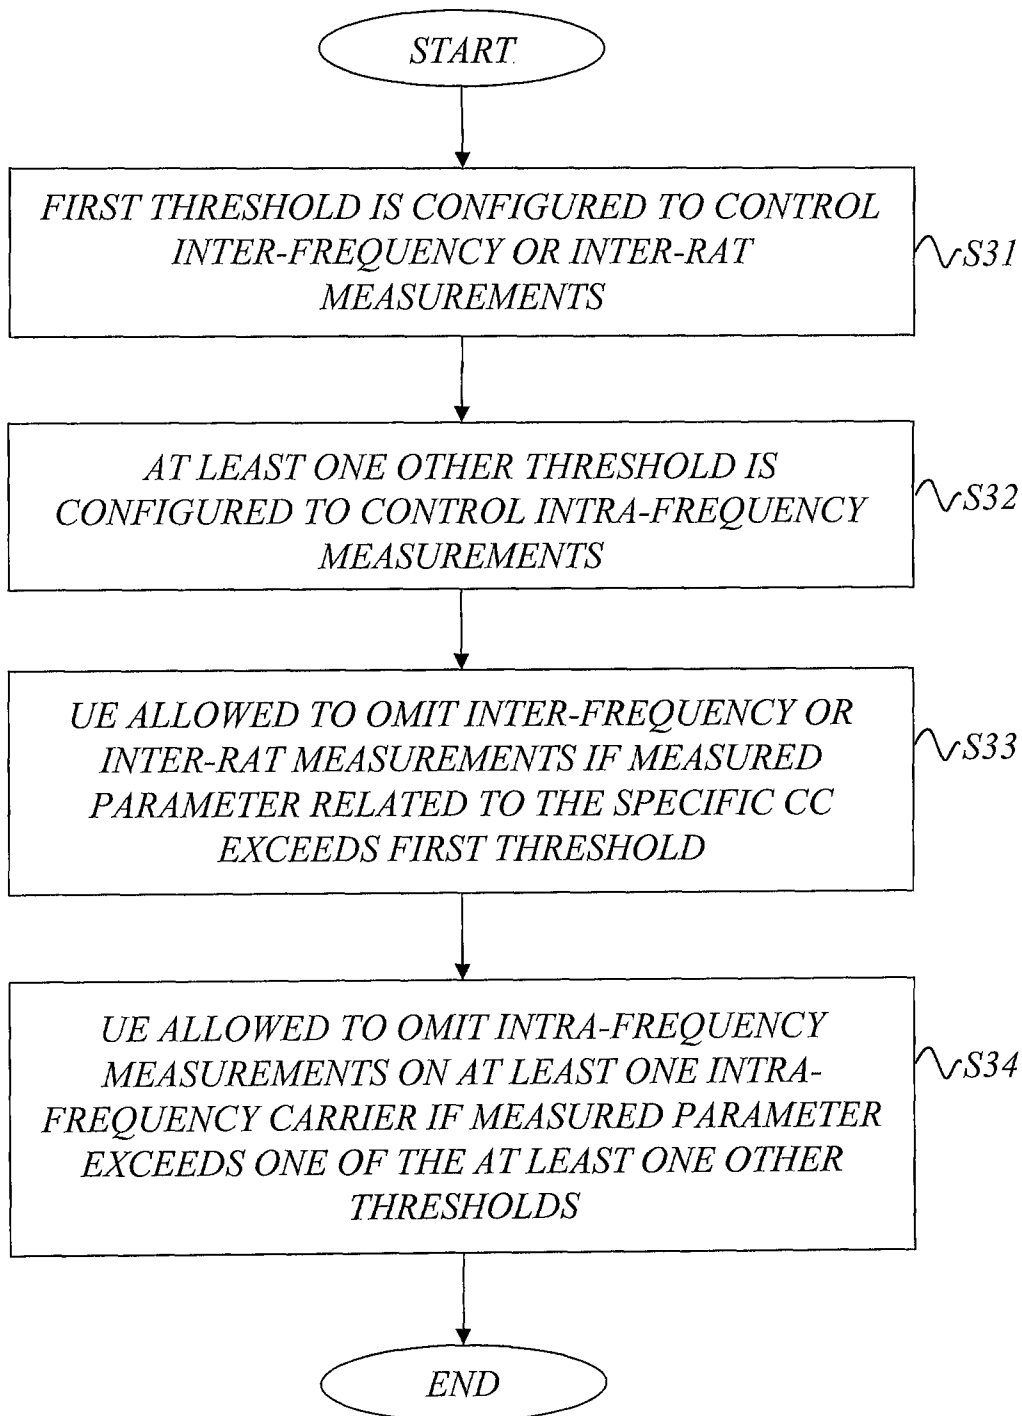 START
FIRST THRESHOLD IS CONFIGURED TO CONTROL
INTER-FREQUENCY OR INTER-RAT
MEASUREMENTS
S31
AT LEAST ONE OTHER THRESHOLD IS
CONFIGURED TO CONTROL INTRA-FREQUENCY
MEASUREMENTS
S32
UE ALLOWED TO OMIT INTER-FREQUENCY OR
INTER-RAT MEASUREMENTS IF MEASURED
PARAMETER RELATED TO THE SPECIFIC CC
EXCEEDS FIRST THRESHOLD
S33
UE ALLOWED TO OMIT INTRA-FREQUENCY
MEASUREMENTS ON AT LEAST ONE INTRA-
FREQUENCY CARRIER IF MEASURED PARAMETER
EXCEEDS ONE OF THE AT LEAST ONE OTHER
THRESHOLDS
S34
END